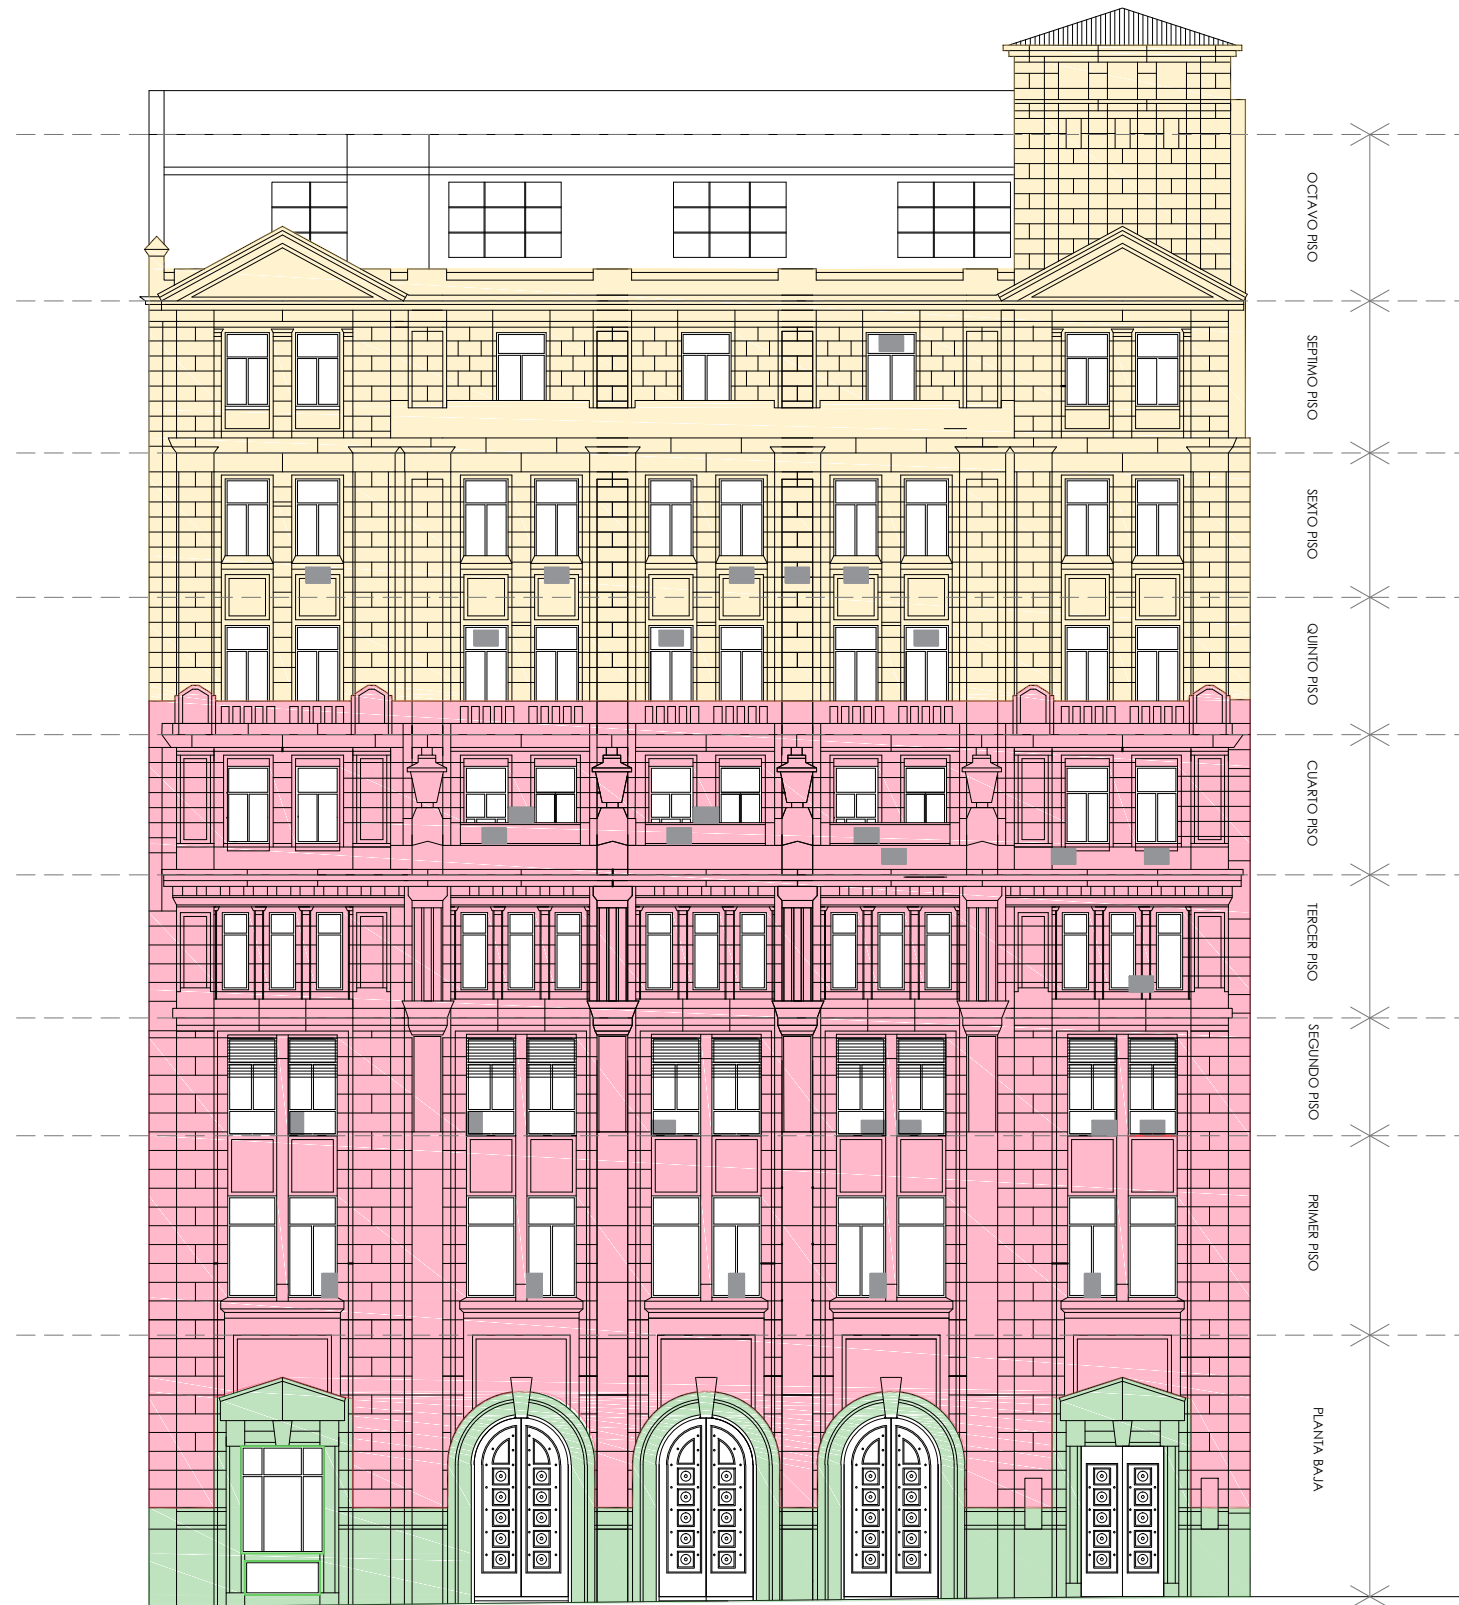 OCTAVO PISO
SEPTIMO PISO
SEXTO PISO
QUINTO PISO
CUARTO PISO
TERCER PISO
SEGUNDO PISO
PRIMER PISO
PLANTA BAJA